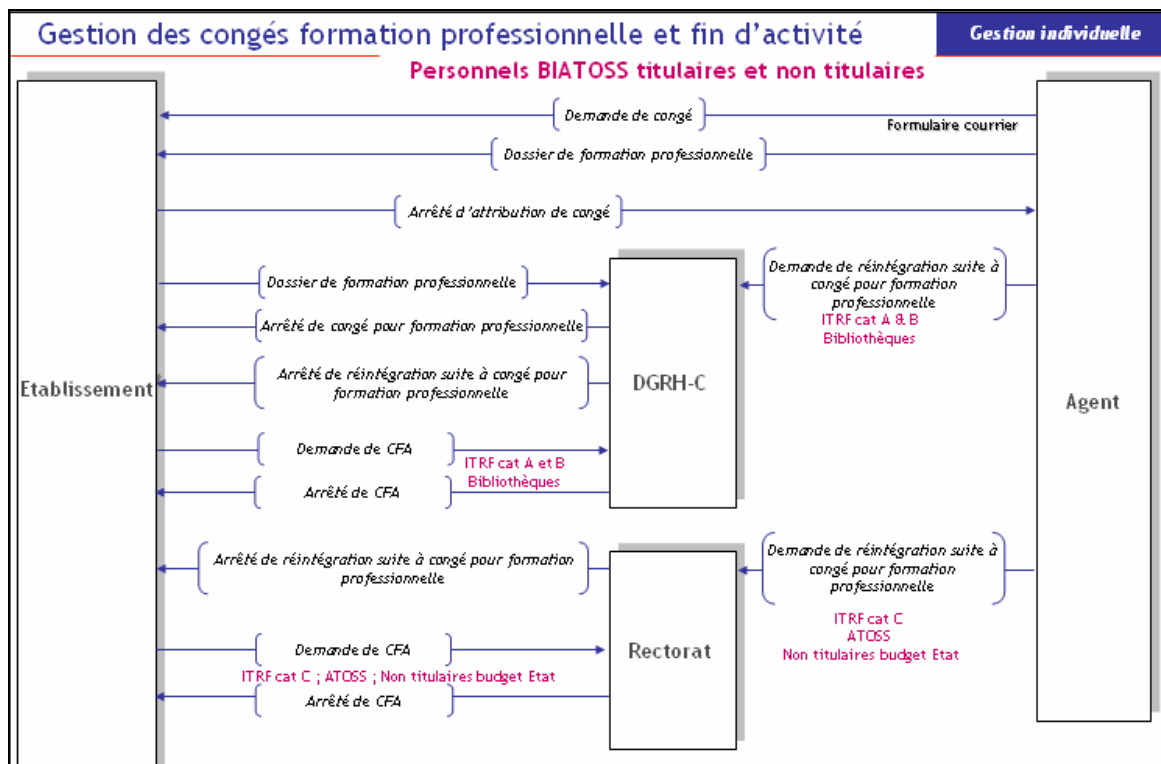 Gestion des congés formation professionnelle et fin d'activité
Gestion individuelle
Personnels BIATOSS titulaires et non titulaires
Demande de congé
Formulaire courrier
Dossier de formation professionnelle
Arrêté d'attribution de congé
Dossier de formation professionnelle
Arrêté de congé pour formation professionnelle
Arrêté de réintégration suite à congé pour
formation professionnelle
Demande de réintégration suite à
congé pour formation
professionnelle
ITRF cat A & B
Bibliothèques
Etablissement
DGRH-C
Agent
Demande de CFA
ITRF cat A et B
Bibliothèques
Arrêté de CFA
Arrêté de réintégration suite à congé pour formation
professionnelle
Demande de réintégration suite à
congé pour formation
professionnelle
ITRF cat C
ATOSS
Non titulaires budget Etat
Rectorat
Demande de CFA
ITRF cat C ; ATOSS ; Non titulaires budget Etat
Arrêté de CFA